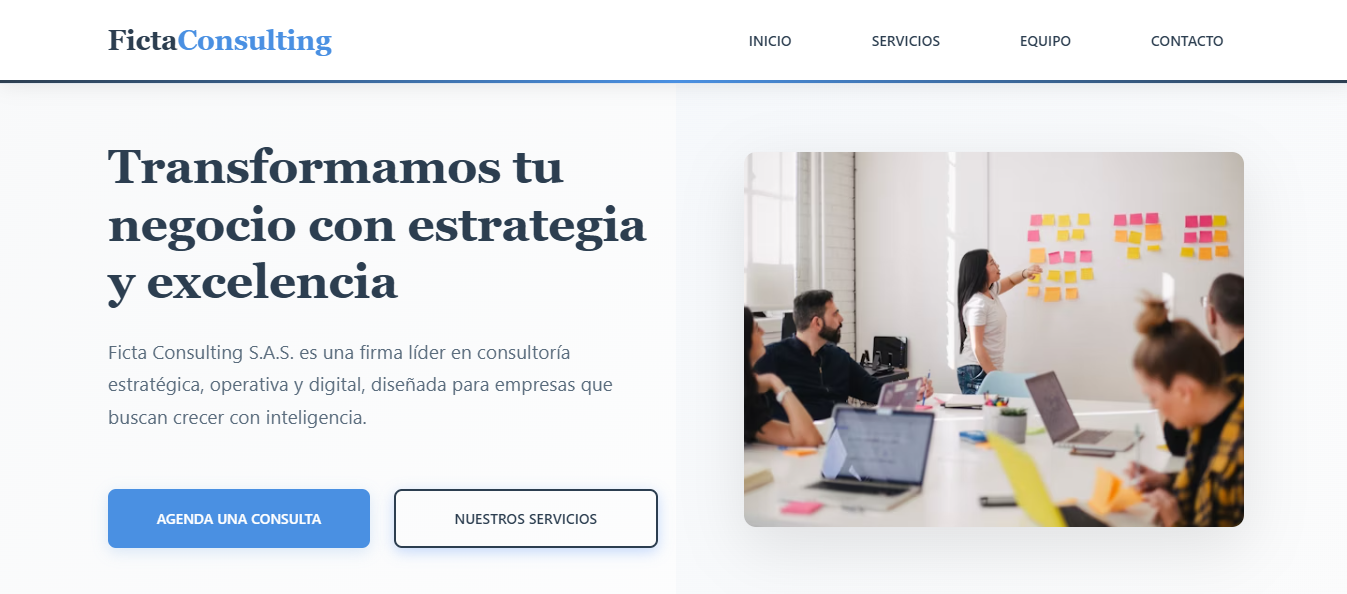 FictaConsulting
INICIO
SERVICIOS
EQUIPO
CONTACTO
Transformamos tu
negocio con estrategia
y excelencia
Ficta Consulting S.A.S. es una firma líder en consultoría
estratégica, operativa y digital, diseñada para empresas que
buscan crecer con inteligencia.
AGENDA UNA CONSULTA
NUESTROS SERVICIOS